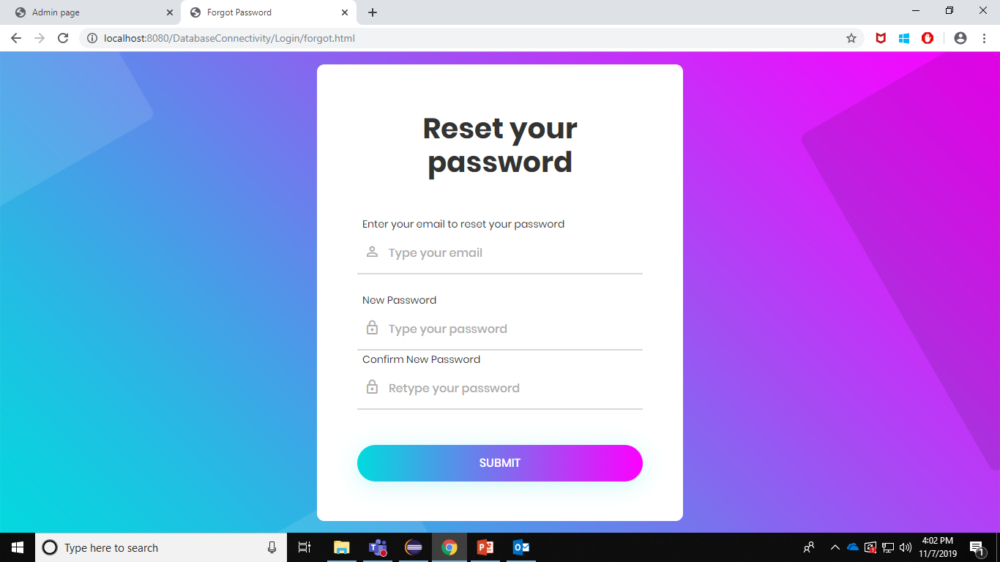 Admin page
Forgot Password
localhost:8080/DatabaseConnectivity/Login/forgot.html
Reset your
password
Enter your email to reset your password
Type your email
New Password
Type your password
Confirm New Password
Retype your password
SUBMIT
Type here to search
4:02 PM
11/7/2019
1